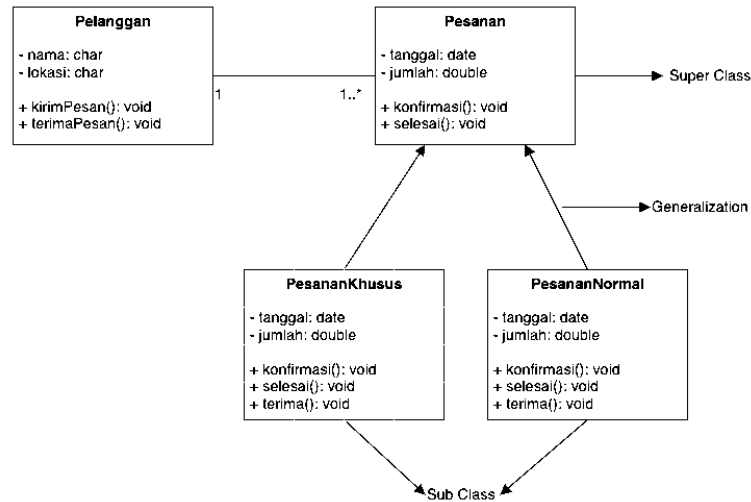 Pelanggan
- nama: char
- lokasi: char
+ kirimPesan(): void
+ terimaPesan(): void
1
1..*
Pesanan
- tanggal: date
- jumlah: double
+ konfirmasi(): void
+ selesai(): void
Super Class
Generalization
PesananKhusus
- tanggal: date
- jumlah: double
+ konfirmasi(): void
+ selesai(): void
+ terima(): void
PesananNormal
- tanggal: date
- jumlah: double
+ konfirmasi(): void
+ selesai(): void
+ terima(): void
Sub Class